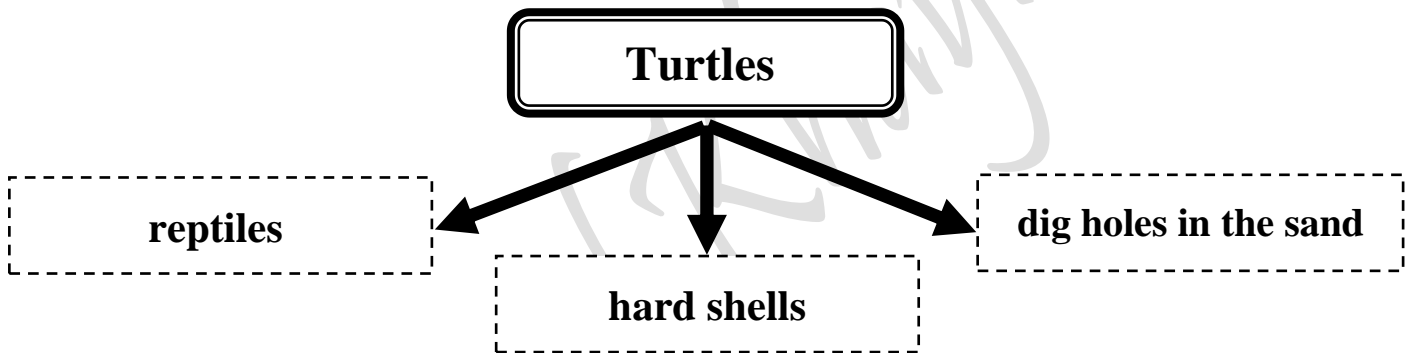 Turtles
reptiles
hard shells
dig holes in the sand